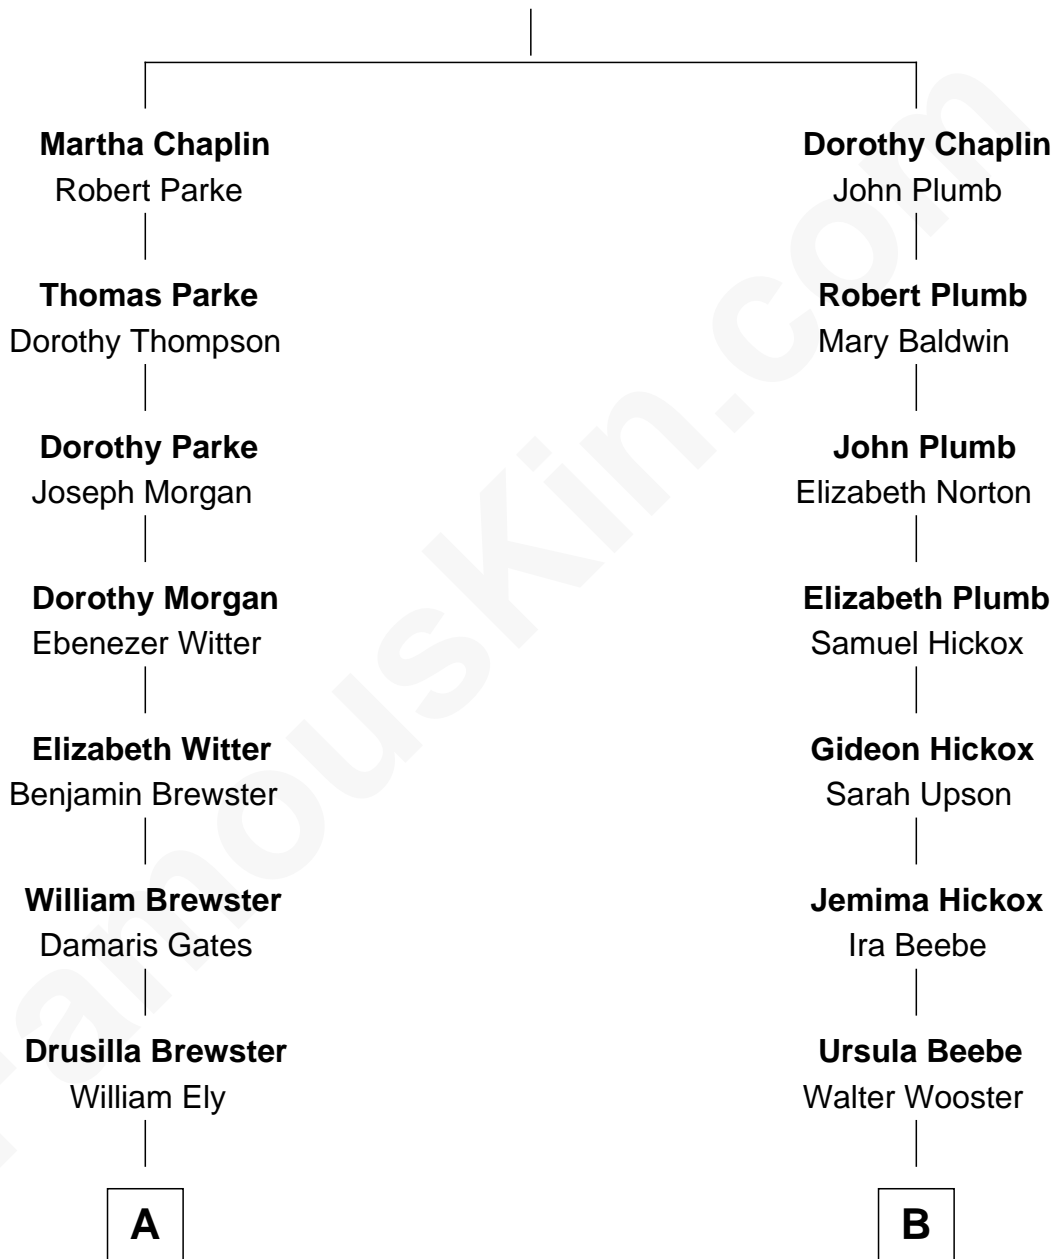 Martha Chaplin
Robert Parke
Thomas Parke
Dorothy Thompson
Dorothy Parke
Joseph Morgan
Dorothy Morgan
Ebenezer Witter
Elizabeth Witter
Benjamin Brewster
William Brewster
Damaris Gates
Drusilla Brewster
William Ely
A
Dorothy Chaplin
John Plumb
Robert Plumb
Mary Baldwin
John Plumb
Elizabeth Norton
Elizabeth Plumb
Samuel Hickox
Gideon Hickox
Sarah Upson
Jemima Hickox
Ira Beebe
Ursula Beebe
Walter Wooster
B
FamousKin.com